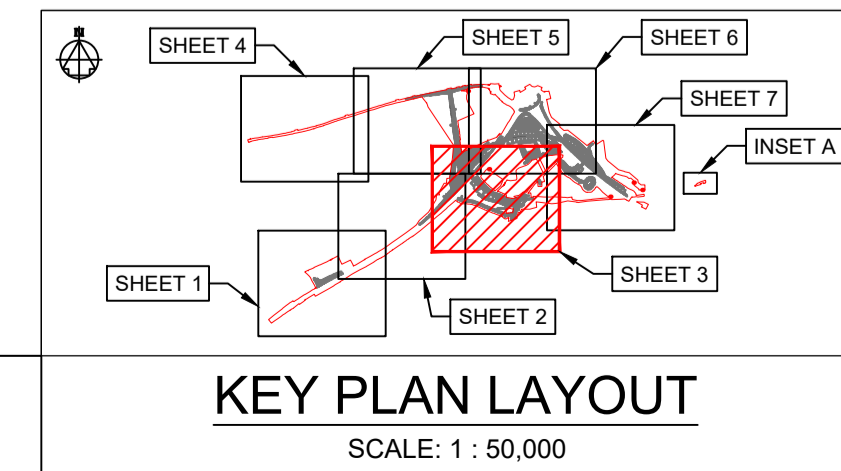 N
SHEET 4
SHEET 5
SHEET 6
SHEET 7
INSET A
SHEET 1
SHEET 2
SHEET 3
KEY PLAN LAYOUT
SCALE: 1 : 50,000